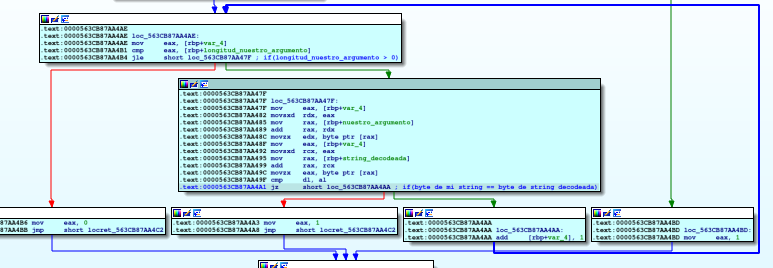 .text:0000563CB87AA4AE
.text:0000563CB87AA4AE loc_563CB87AA4AE:
.text:0000563CB87AA4AE mov eax, [rbp+var_4]
.text:0000563CB87AA4B1 cmp eax, [rbp+longitud_nuestro_argumento]
.text:0000563CB87AA4B4 jle short loc_563CB87AA47F ; if(longitud_nuestro_argumento > 0)
.text:0000563CB87AA47F
.text:0000563CB87AA47F loc_563CB87AA47F:
.text:0000563CB87AA47F mov eax, [rbp+var_4]
.text:0000563CB87AA482 movsxd rdx, eax
.text:0000563CB87AA485 mov rax, [rbp+nuestro_argumento]
.text:0000563CB87AA489 add rax, rdx
.text:0000563CB87AA48C movzx edx, byte ptr [rax]
.text:0000563CB87AA48F mov eax, [rbp+var_4]
.text:0000563CB87AA492 movsxd rcx, eax
.text:0000563CB87AA495 mov rax, [rbp+string_decodeada]
.text:0000563CB87AA499 add rax, rcx
.text:0000563CB87AA49C movzx eax, byte ptr [rax]
.text:0000563CB87AA49F cmp dl, al
.text:0000563CB87AA4A1 jz short loc_563CB87AA4AA ; if(byte de mi string == byte de string decodeada)
87AA4B6 mov eax, 0
87AA4BB jmp short locret_563CB87AA4C2
.text:0000563CB87AA4A3 mov eax, 1
.text:0000563CB87AA4A8 jmp short locret_563CB87AA4C2
.text:0000563CB87AA4AA
.text:0000563CB87AA4AA loc_563CB87AA4AA:
.text:0000563CB87AA4AA add [rbp+var_4], 1
.text:0000563CB87AA4BD
.text:0000563CB87AA4BD loc_563CB87AA4BD:
.text:0000563CB87AA4BD mov eax, 1